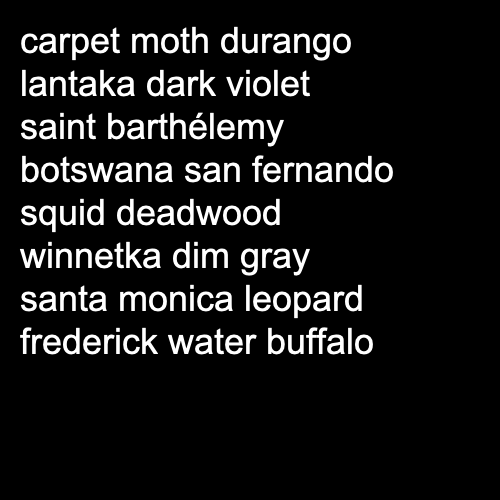 carpet moth durango
lantaka dark violet
saint barthélemy
botswana san fernando
squid deadwood
winnetka dim gray
santa monica leopard
frederick water buffalo